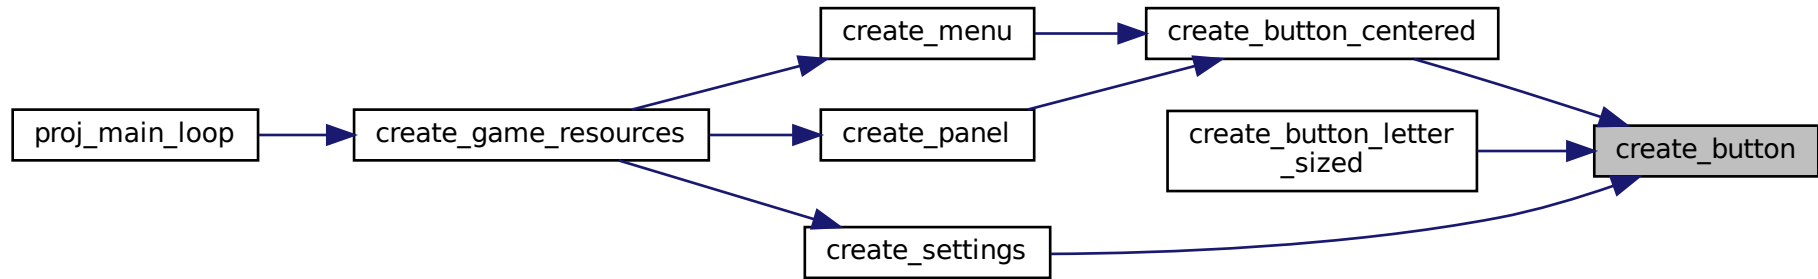 create_menu
create_button_centered
proj_main_loop
create_game_resources
create_panel
create_button_letter
_sized
create_button
create_settings